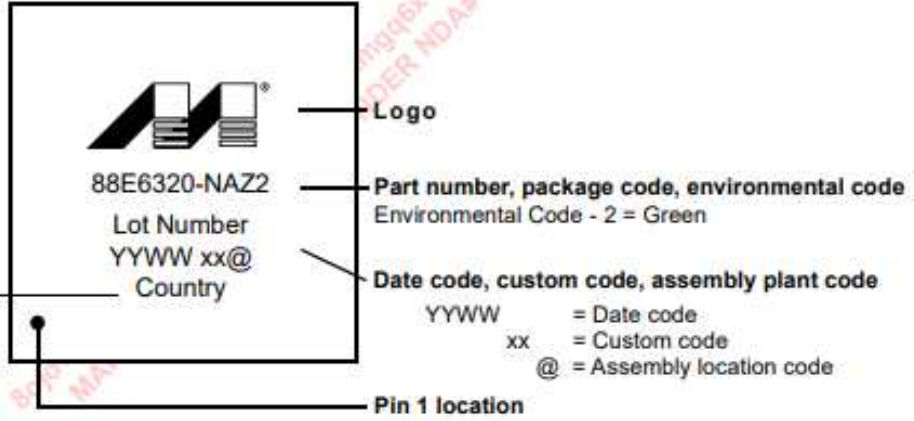 ®
Logo
88E6320-NAZ2
Part number, package code, environmental code
Environmental Code - 2 = Green
Lot Number
YYWW xx@
Country
Date code, custom code, assembly plant code
YYWW = Date code
xx = Custom code
@ = Assembly location code
Pin 1 location